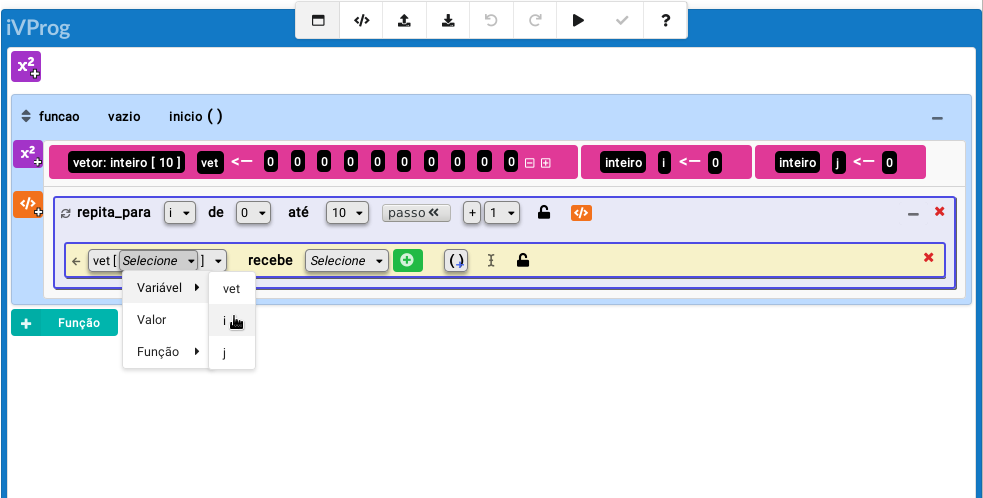 iVProg
</> ?
x²
funcao vazio inicio ( )
x² vetor: inteiro [ 10 ] vet <— 0 0 0 0 0 0 0 0 0 0 inteiro i <— 0 inteiro j <— 0
</> repita_para i de 0 até 10 passo + 1 </>
vet [ Selecione ] recebe Selecione ( )
Variável vet
Valor i
Função j
+ Função